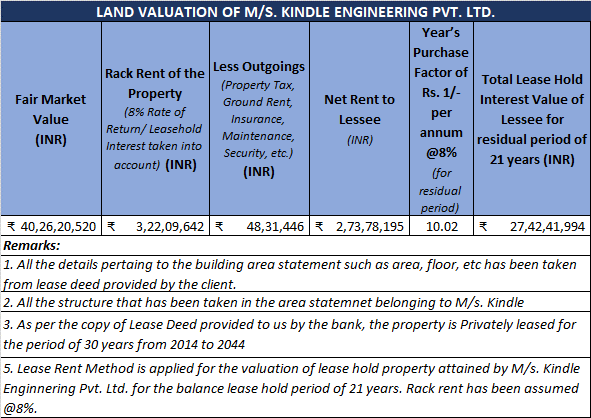 LAND VALUATION OF M/S. KINDLE ENGINEERING PVT. LTD.
Fair Market
Value
(INR)
Rack Rent of the
Property
(8% Rate of
Return/ Leasehold
Interest taken into
account) (INR)
Less Outgoings
(Property Tax,
Ground Rent,
Insurance,
Maintenance,
Security, etc.)
(INR)
Net Rent to
Lessee
(INR)
Year's
Purchase
Factor of
Rs. 1/-
per
annum
@8%
(for
residual
period)
Total Lease Hold
Interest Value of
Lessee for
residual period of
21 years (INR)
₹ 40,26,20,520 ₹ 3,22,09,642 ₹ 48,31,446 ₹ 2,73,78,195 10.02 ₹ 27,42,41,994
Remarks:
1. All the details pertaing to the building area statement such as area, floor, etc has been taken
from lease deed provided by the client.
2. All the structure that has been taken in the area statemnet belonging to M/s. Kindle
3. As per the copy of Lease Deed provided to us by the bank, the property is Privately leased for
the period of 30 years from 2014 to 2044
5. Lease Rent Method is applied for the valuation of lease hold property attained by M/s. Kindle
Enginnering Pvt. Ltd. for the balance lease hold period of 21 years. Rack rent has been assumed
@8%.